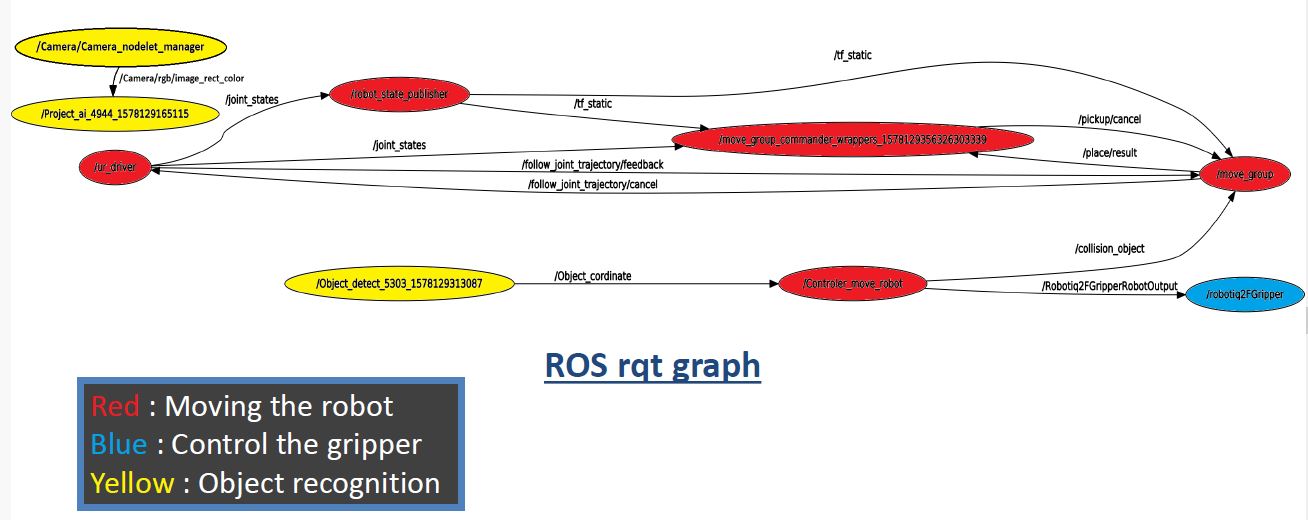 /Camera/Camera_nodelet_manager
/Camera/rgb/image_rect_color
/Project_ai_4944_1578129165115
/tf_static
/robot_state_publisher
/joint_states
/tf_static
/pickup/cancel
/move_group_commander_wrappers_1578129356326303339
/joint_states
/place/result
/ur_driver
/follow_joint_trajectory/feedback
/move_group
/follow_joint_trajectory/cancel
/collision_object
/Object_detect_5303_1578129313087
/Object_cordinate
/Controler_move_robot
/Robotiq2FGripperRobotOutput
/robotiq2FGripper
ROS rqt graph
Red : Moving the robot
Blue : Control the gripper
Yellow : Object recognition